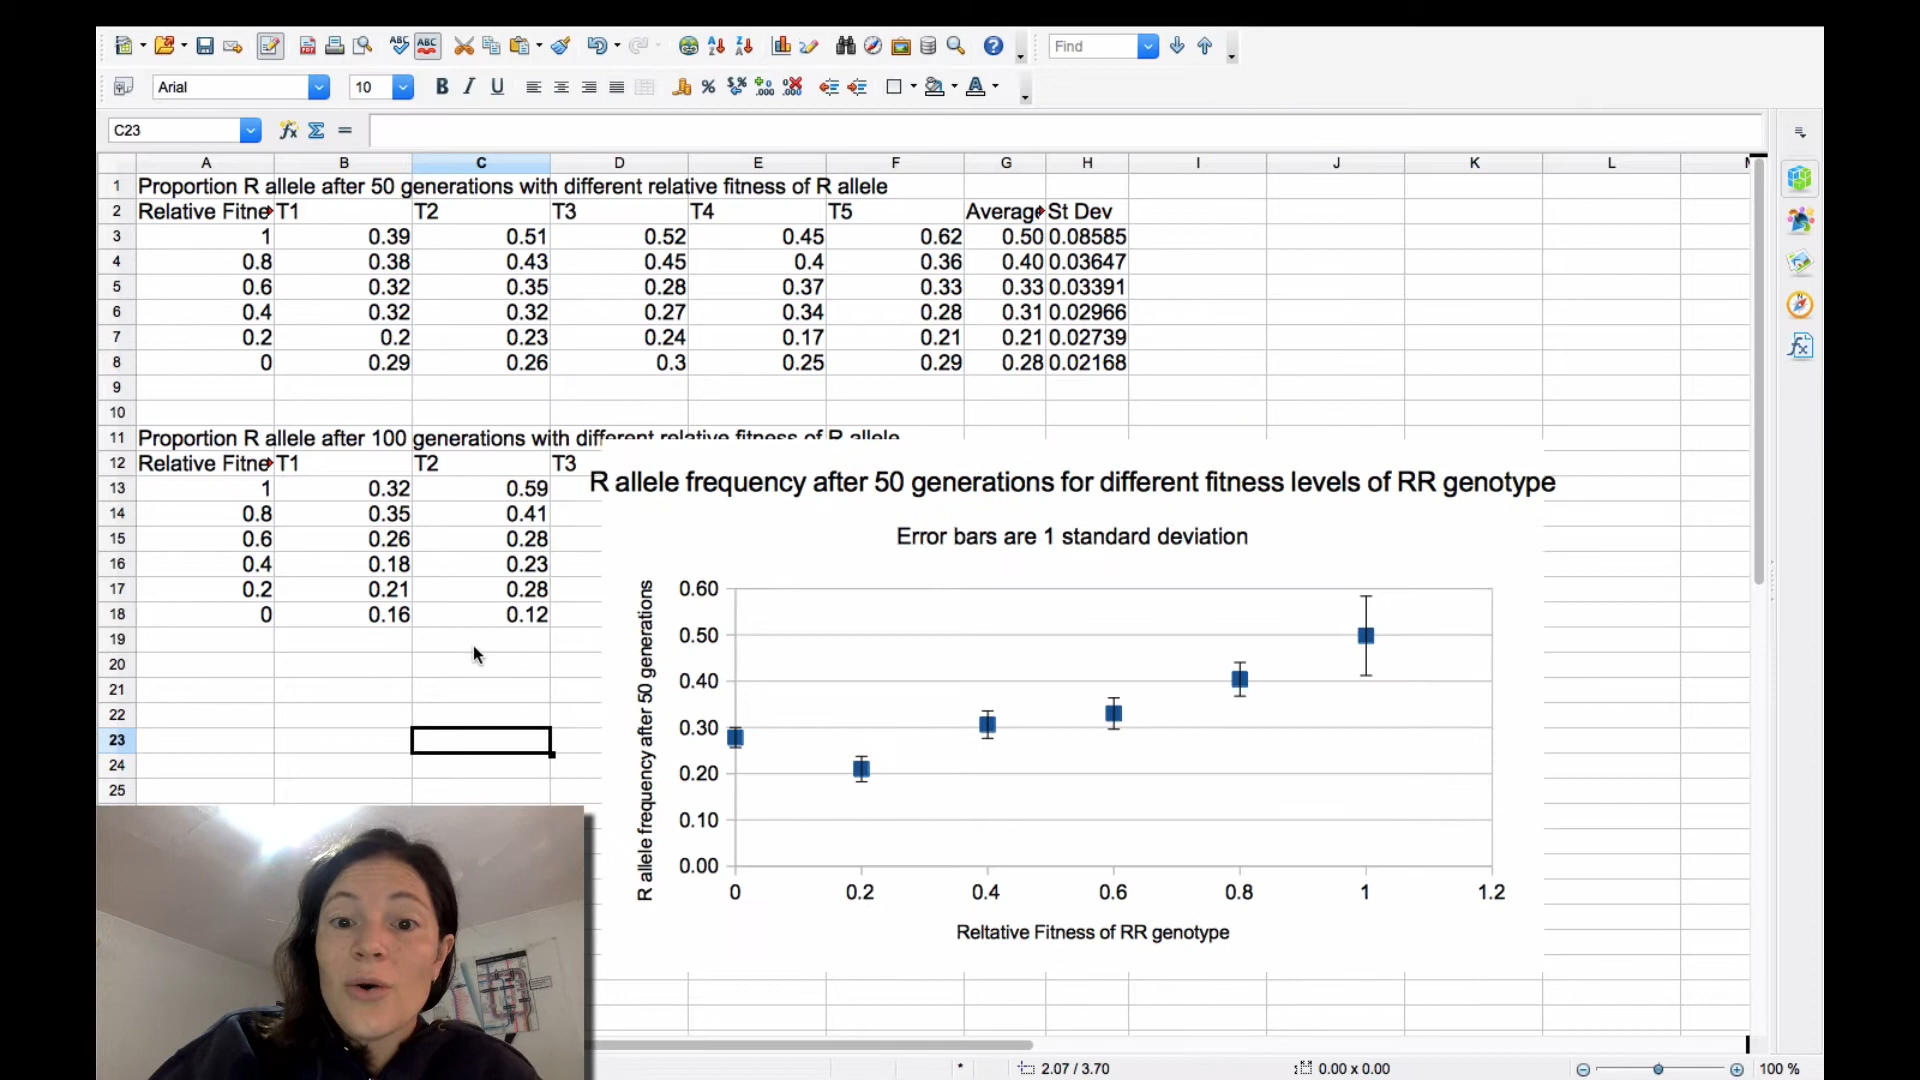 Find
Arial 10 B I U
C23
A B C D E F G H I J K L
1 Proportion R allele after 50 generations with different relative fitness of R allele
2 Relative Fitne T1 T2 T3 T4 T5 Average St Dev
3 1 0.39 0.51 0.52 0.45 0.62 0.50 0.08585
4 0.8 0.38 0.43 0.45 0.4 0.36 0.40 0.03647
5 0.6 0.32 0.35 0.28 0.37 0.33 0.33 0.03391
6 0.4 0.32 0.32 0.27 0.34 0.28 0.31 0.02966
7 0.2 0.2 0.23 0.24 0.17 0.21 0.21 0.02739
8 0 0.29 0.26 0.3 0.25 0.29 0.28 0.02168
9
10
11 Proportion R allele after 100 generations with different relative fitness of R allele
12 Relative Fitne T1 T2 T3
13 1 0.32 0.59
14 0.8 0.35 0.41
15 0.6 0.26 0.28
16 0.4 0.18 0.23
17 0.2 0.21 0.28
18 0 0.16 0.12
19
20
21
22
23
24
25
R allele frequency after 50 generations for different fitness levels of RR genotype
Error bars are 1 standard deviation
R allele frequency after 50 generations
0.60
0.50
0.40
0.30
0.20
0.10
0.00
0 0.2 0.4 0.6 0.8 1 1.2
Reltative Fitness of RR genotype
* 2.07 / 3.70 0.00 x 0.00 100 %